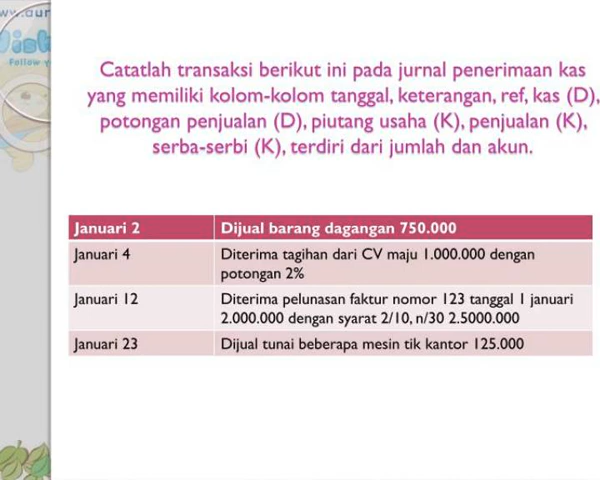 Catatlah transaksi berikut ini pada jurnal penerimaan kas
yang memiliki kolom-kolom tanggal, keterangan, ref, kas (D),
potongan penjualan (D), piutang usaha (K), penjualan (K),
serba-serbi (K), terdiri dari jumlah dan akun.
Januari 2 Dijual barang dagangan 750.000
Januari 4 Diterima tagihan dari CV maju 1.000.000 dengan
potongan 2%
Januari 12 Diterima pelunasan faktur nomor 123 tanggal 1 januari
2.000.000 dengan syarat 2/10, n/30 2.5000.000
Januari 23 Dijual tunai beberapa mesin tik kantor 125.000